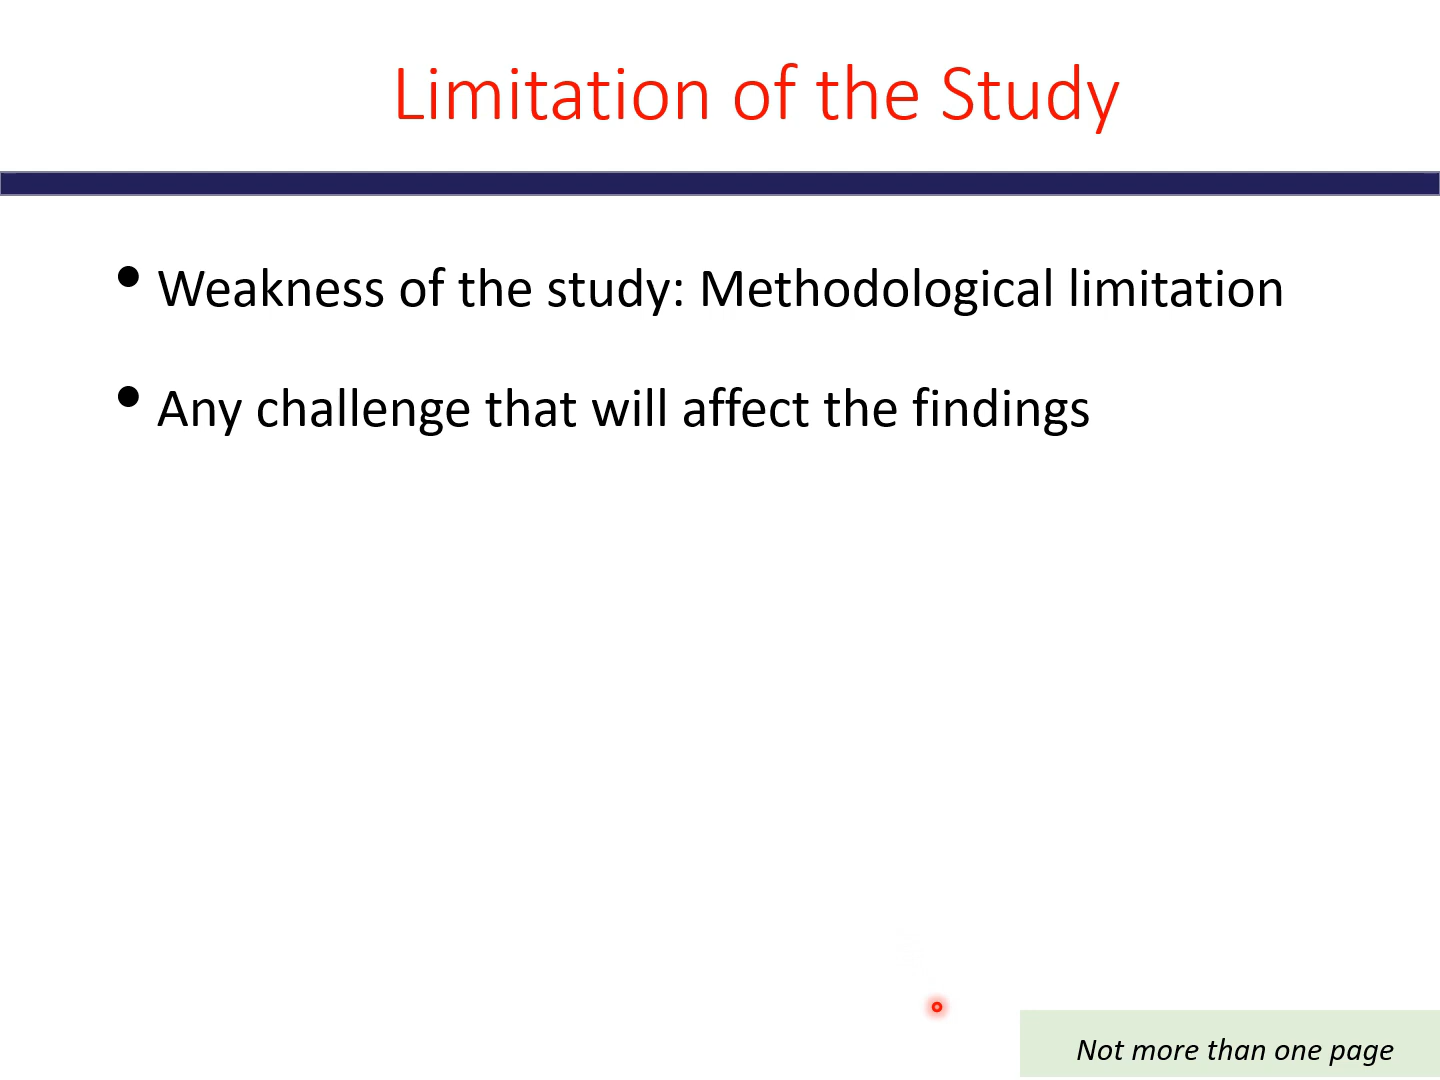 Limitation of the Study
• Weakness of the study: Methodological limitation
• Any challenge that will affect the findings
Not more than one page